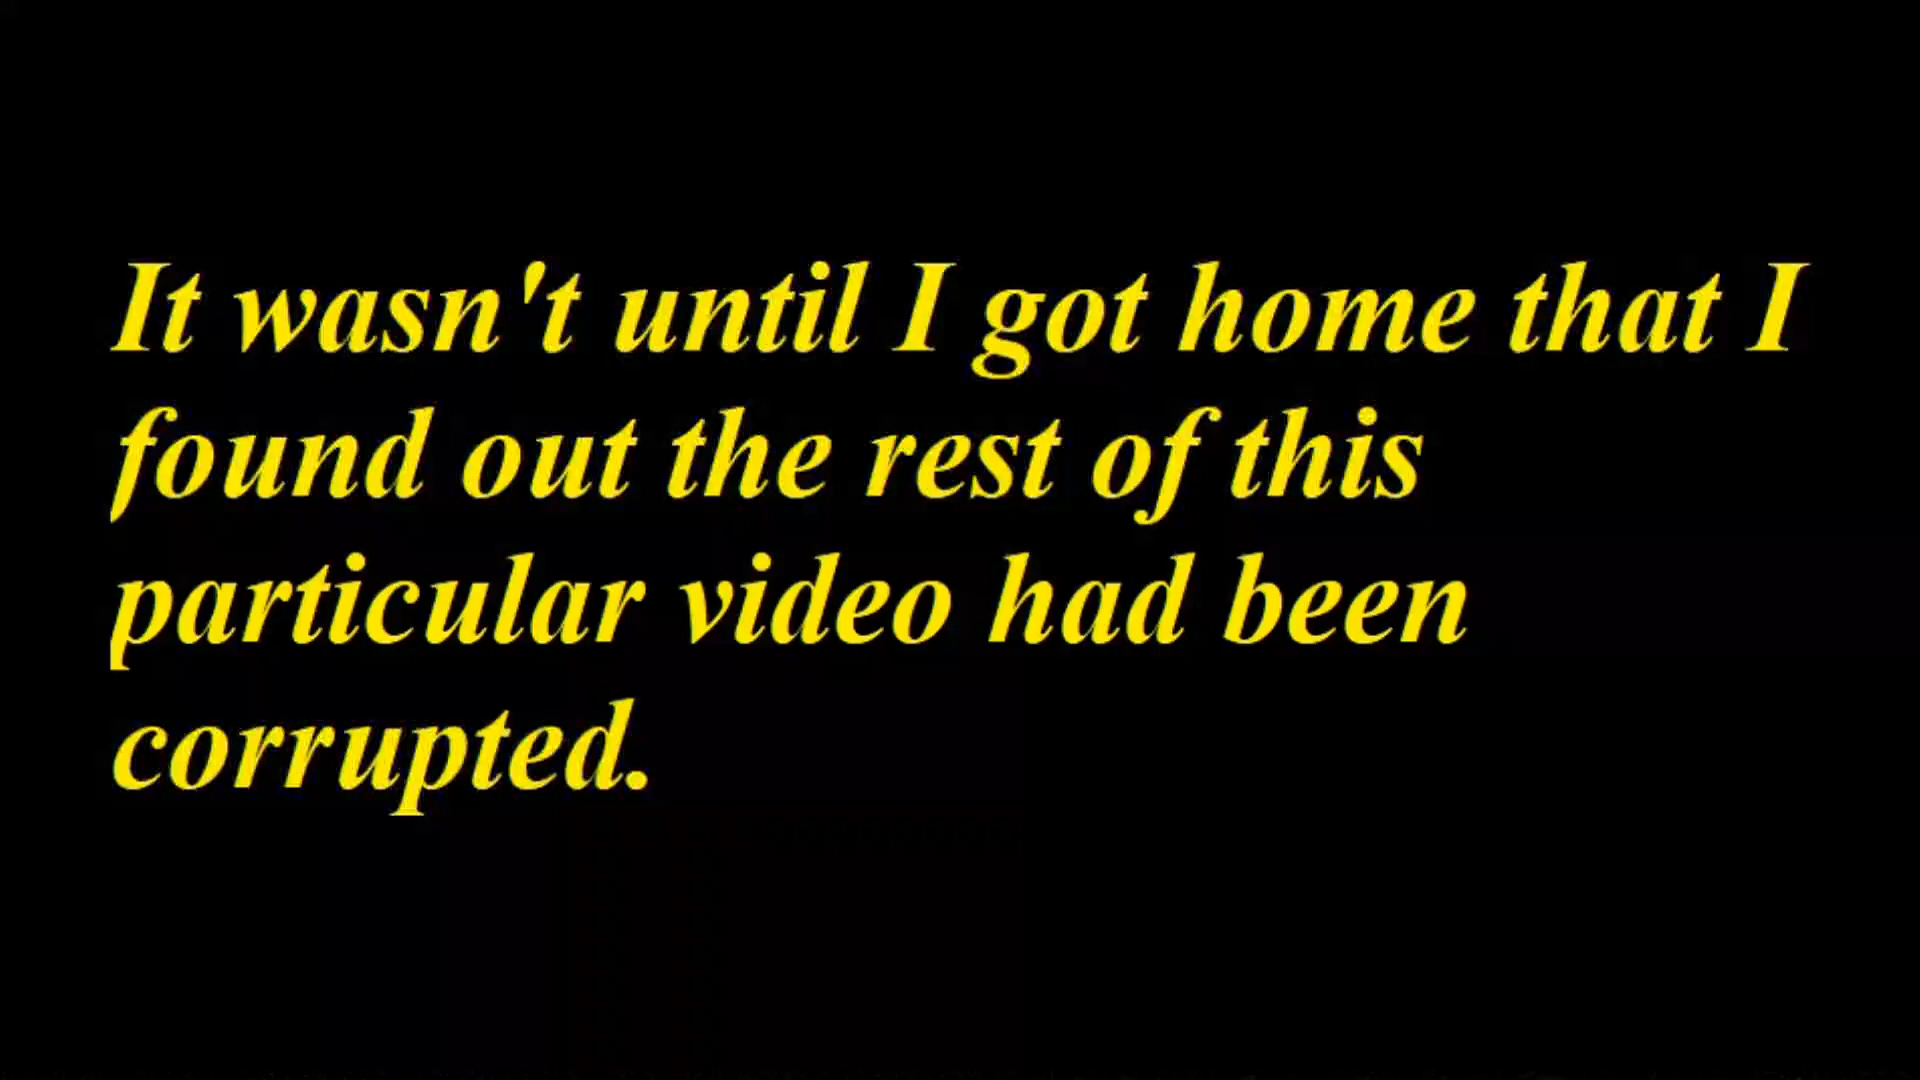 It wasn't until I got home that I
found out the rest of this
particular video had been
corrupted.